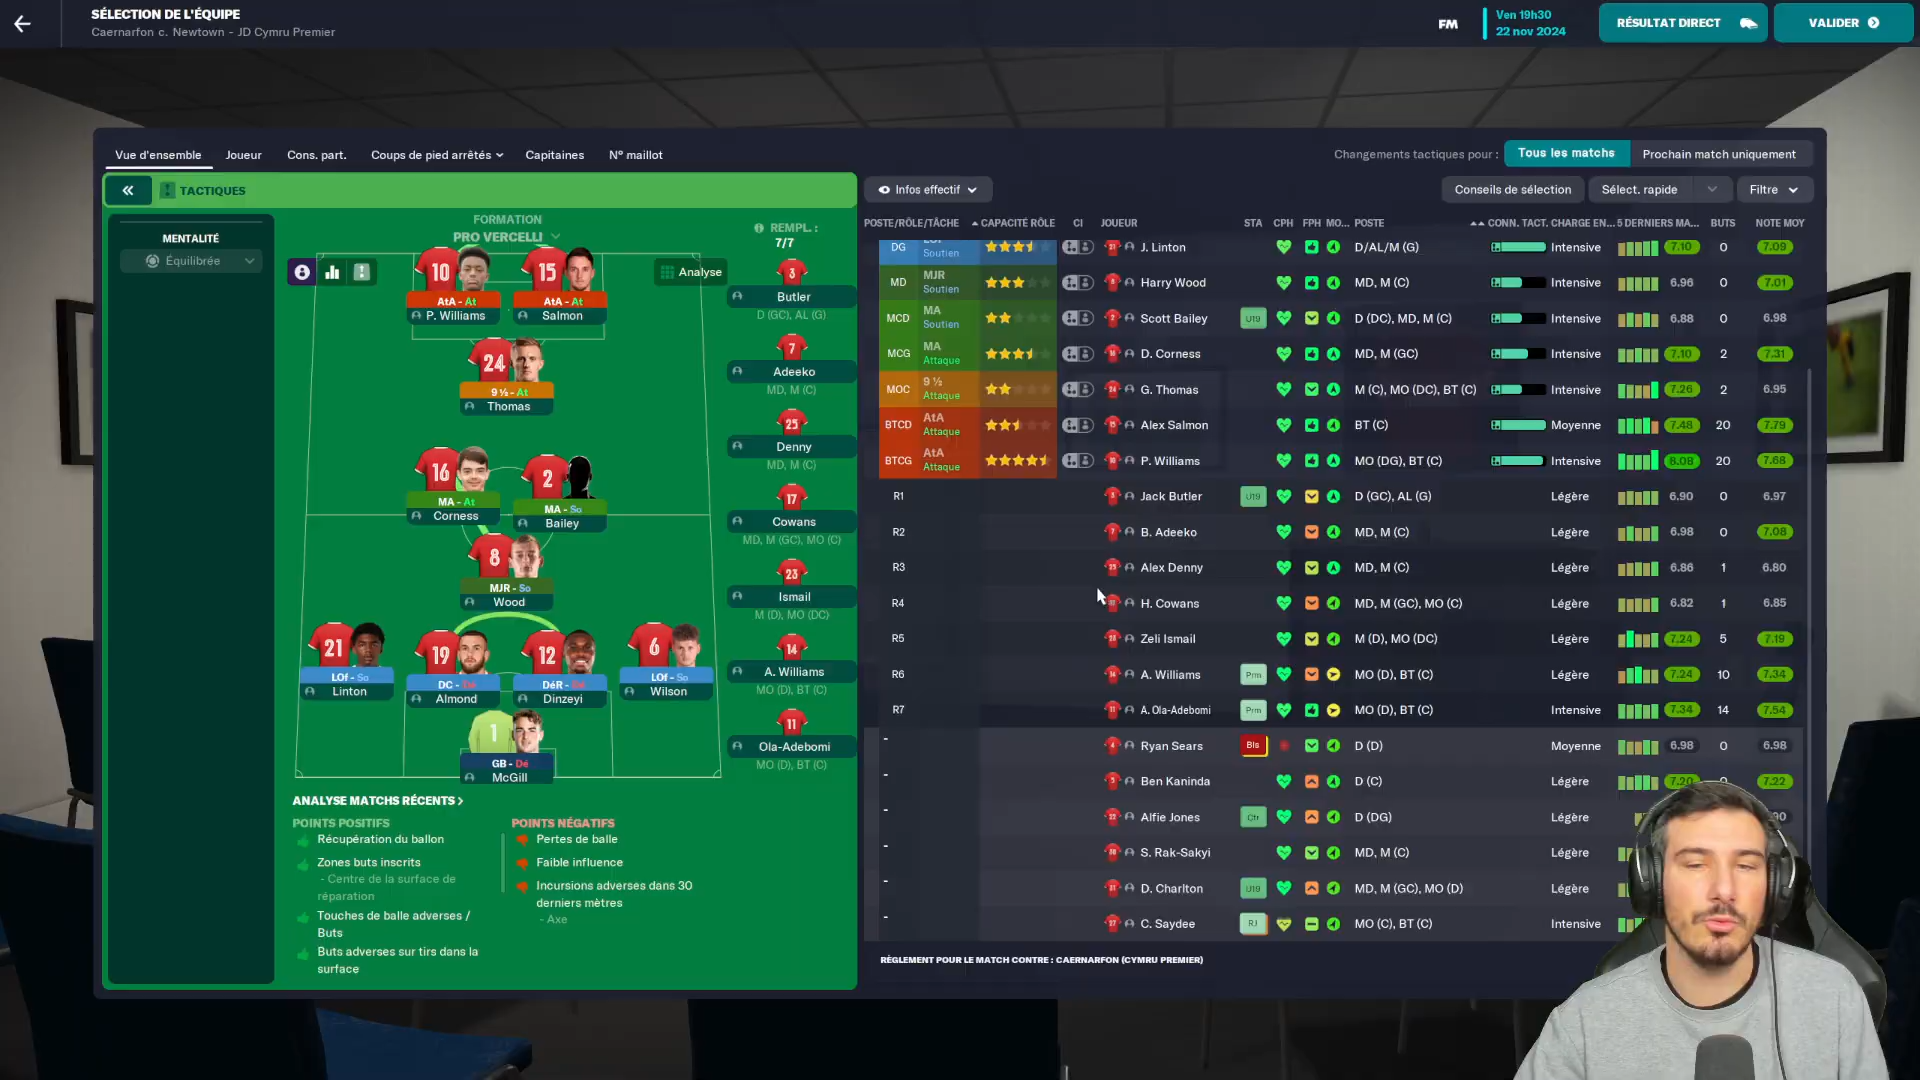 SÉLECTION DE L'ÉQUIPE
Caernarfon c. Newtown - JD Cymru Premier
FM
Ven 19h30
22 nov 2024
RÉSULTAT DIRECT
VALIDER
Vue d'ensemble
Joueur
Cons. part.
Coups de pied arrêtés
Capitaines
N° maillot
Changements tactiques pour :
Tous les matchs
Prochain match uniquement
TACTIQUES
Infos effectif
Conseils de sélection
Sélect. rapide
Filtre
MENTALITÉ
Équilibrée
FORMATION
PRO VERCELLI
REMPL. :
7/7
Analyse
10
15
AtA - At
P. Williams
AtA - At
Salmon
24
9 ½ - At
Thomas
16
2
MA - At
Corness
MA - So
Bailey
8
MJR - So
Wood
21
19
12
6
LOf - So
Linton
DC - Dé
Almond
DéR - Dé
Dinzeyi
LOf - So
Wilson
1
GB - Dé
McGill
3
Butler
D (GC), AL (G)
7
Adeeko
MD, M (C)
25
Denny
MD, M (C)
17
Cowans
MD, M (GC), MO (C)
23
Ismail
M (D), MO (DC)
14
A. Williams
MO (D), BT (C)
11
Ola-Adebomi
MO (D), BT (C)
ANALYSE MATCHS RÉCENTS
POINTS POSITIFS
Récupération du ballon
Zones buts inscrits
- Centre de la surface de
réparation
Touches de balle adverses /
Buts
Buts adverses sur tirs dans la
surface
POINTS NÉGATIFS
Pertes de balle
Faible influence
Incursions adverses dans 30
derniers mètres
- Axe
POSTE/RÔLE/TÂCHE CAPACITÉ RÔLE CI JOUEUR STA CPH FPH MO... POSTE CONN. TACT. CHARGE EN... 5 DERNIERS MA... BUTS NOTE MOY
DG Soutien J. Linton D/AL/M (G) Intensive 7.10 0 7.09
MD MJR Soutien Harry Wood MD, M (C) Intensive 6.96 0 7.01
MCD MA Soutien Scott Bailey U19 D (DC), MD, M (C) Intensive 6.88 0 6.98
MCG MA Attaque D. Corness MD, M (GC) Intensive 7.10 2 7.31
MOC 9 ½ Attaque G. Thomas M (C), MO (DC), BT (C) Intensive 7.26 2 6.95
BTCD AtA Attaque Alex Salmon BT (C) Moyenne 7.48 20 7.79
BTCG AtA Attaque P. Williams MO (DG), BT (C) Intensive 8.08 20 7.68
R1 Jack Butler U19 D (GC), AL (G) Légère 6.90 0 6.97
R2 B. Adeeko MD, M (C) Légère 6.98 0 7.08
R3 Alex Denny MD, M (C) Légère 6.86 1 6.80
R4 H. Cowans MD, M (GC), MO (C) Légère 6.82 1 6.85
R5 Zeli Ismail M (D), MO (DC) Légère 7.24 5 7.19
R6 A. Williams Prm MO (D), BT (C) Légère 7.24 10 7.34
R7 A. Ola-Adebomi Prm MO (D), BT (C) Intensive 7.34 14 7.54
- Ryan Sears Bls D (D) Moyenne 6.98 0 6.98
- Ben Kaninda D (C) Légère 7.20 0 7.22
- Alfie Jones Ctr D (DG) Légère
- S. Rak-Sakyi MD, M (C) Légère
- D. Charlton U19 MD, M (GC), MO (D) Légère
- C. Saydee RJ MO (C), BT (C) Intensive
RÈGLEMENT POUR LE MATCH CONTRE : CAERNARFON (CYMRU PREMIER)